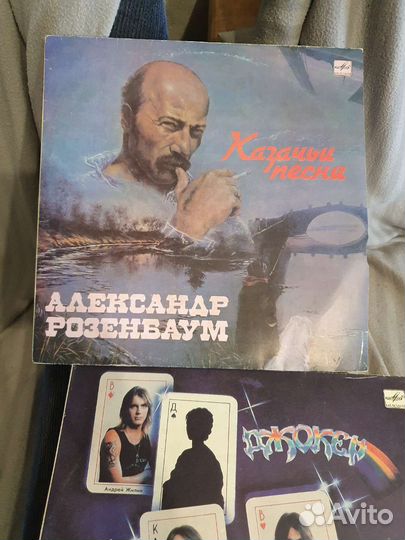 Казачьи
песни
АЛЕКСАНДР
РОЗЕНБАУМ
В
Д
ДЖОКЕР
Андрей Жилин
К
В
Avito